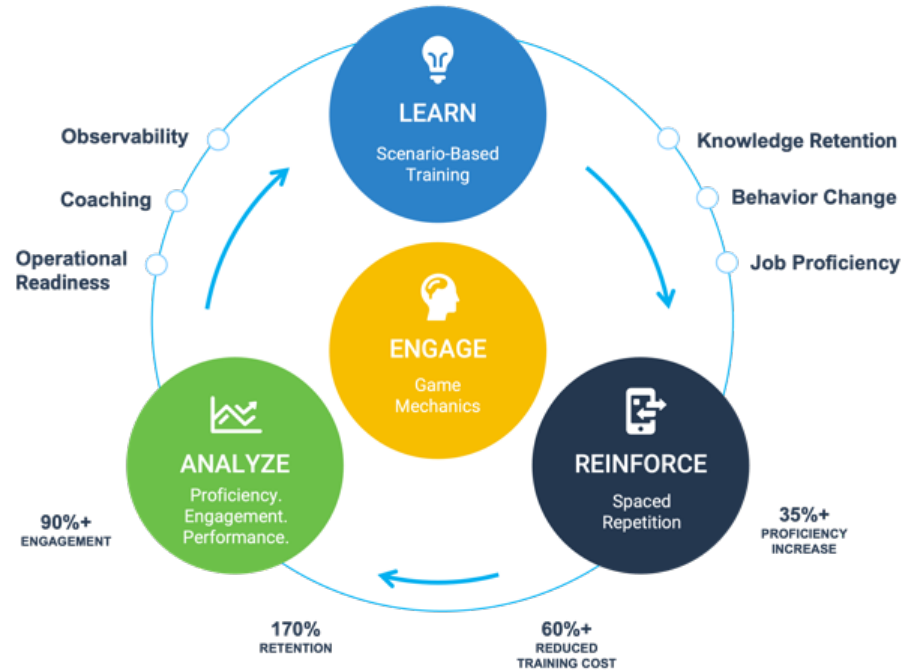 LEARN
Scenario-Based
Training
Observability
Coaching
Operational
Readiness
Knowledge Retention
Behavior Change
Job Proficiency
ENGAGE
Game
Mechanics
ANALYZE
Proficiency.
Engagement.
Performance.
REINFORCE
Spaced
Repetition
90%+
ENGAGEMENT
170%
RETENTION
60%+
REDUCED
TRAINING COST
35%+
PROFICIENCY
INCREASE